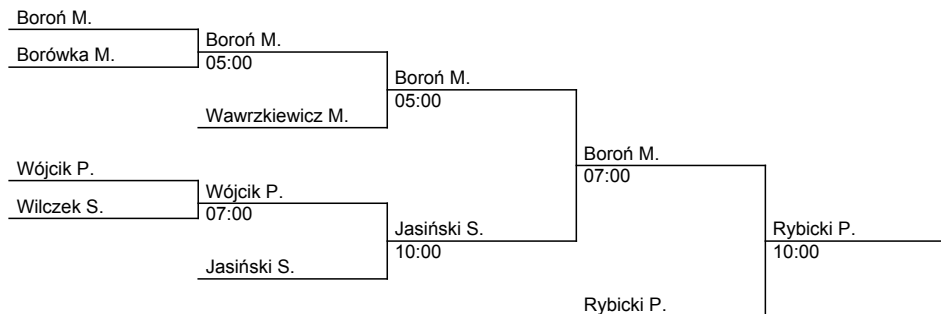 Boroń M.
Borówka M.
Boroń M.
05:00
Boroń M.
05:00
Wawrzkiewicz M.
Boroń M.
07:00
Wójcik P.
Wilczek S.
Wójcik P.
07:00
Jasiński S.
10:00
Jasiński S.
Rybicki P.
10:00
Rybicki P.